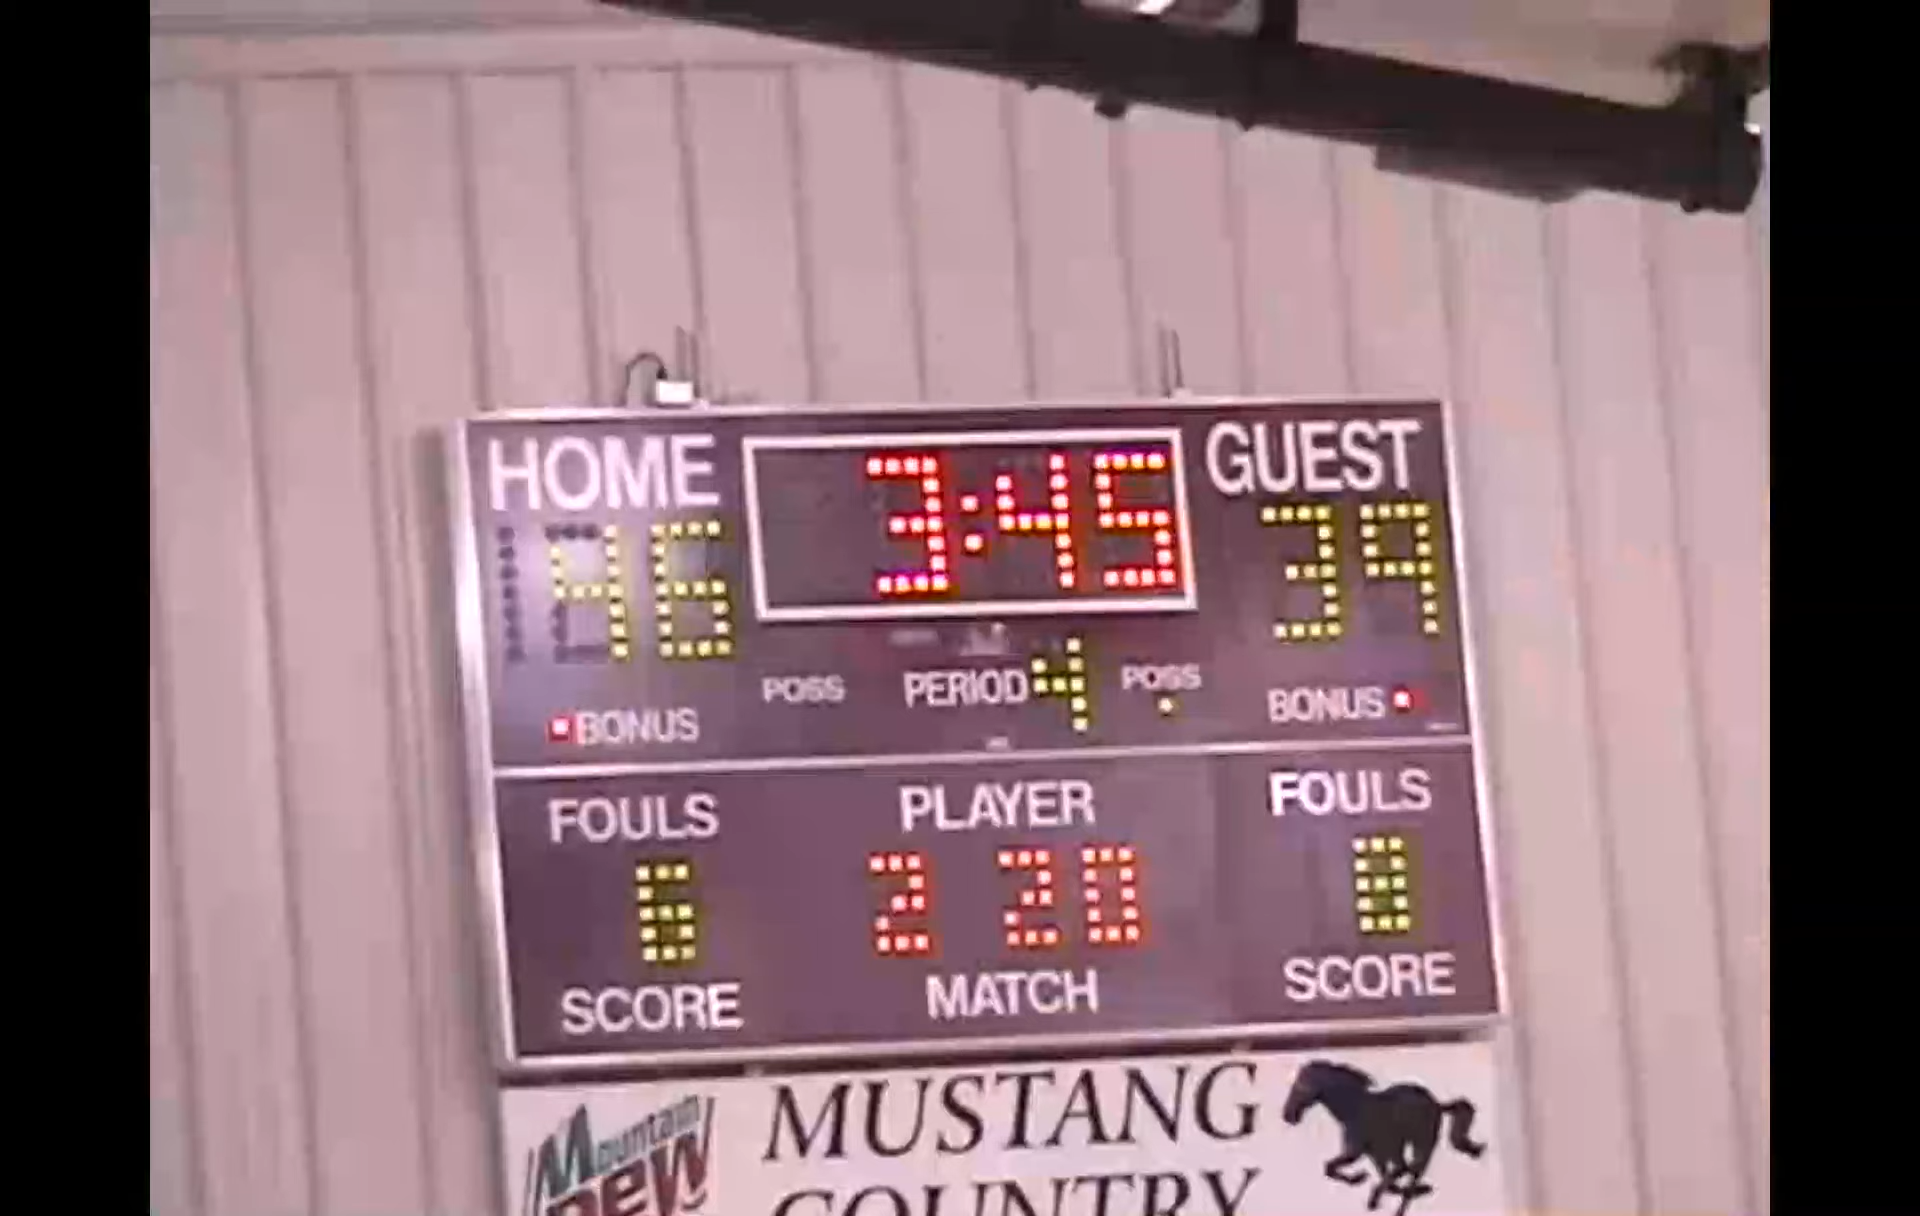 HOME 3:45 GUEST
46 39
POSS PERIOD 4 POSS
BONUS BONUS
FOULS PLAYER FOULS
6 2 20 8
SCORE MATCH SCORE
Mountain Dew
MUSTANG
COUNTRY